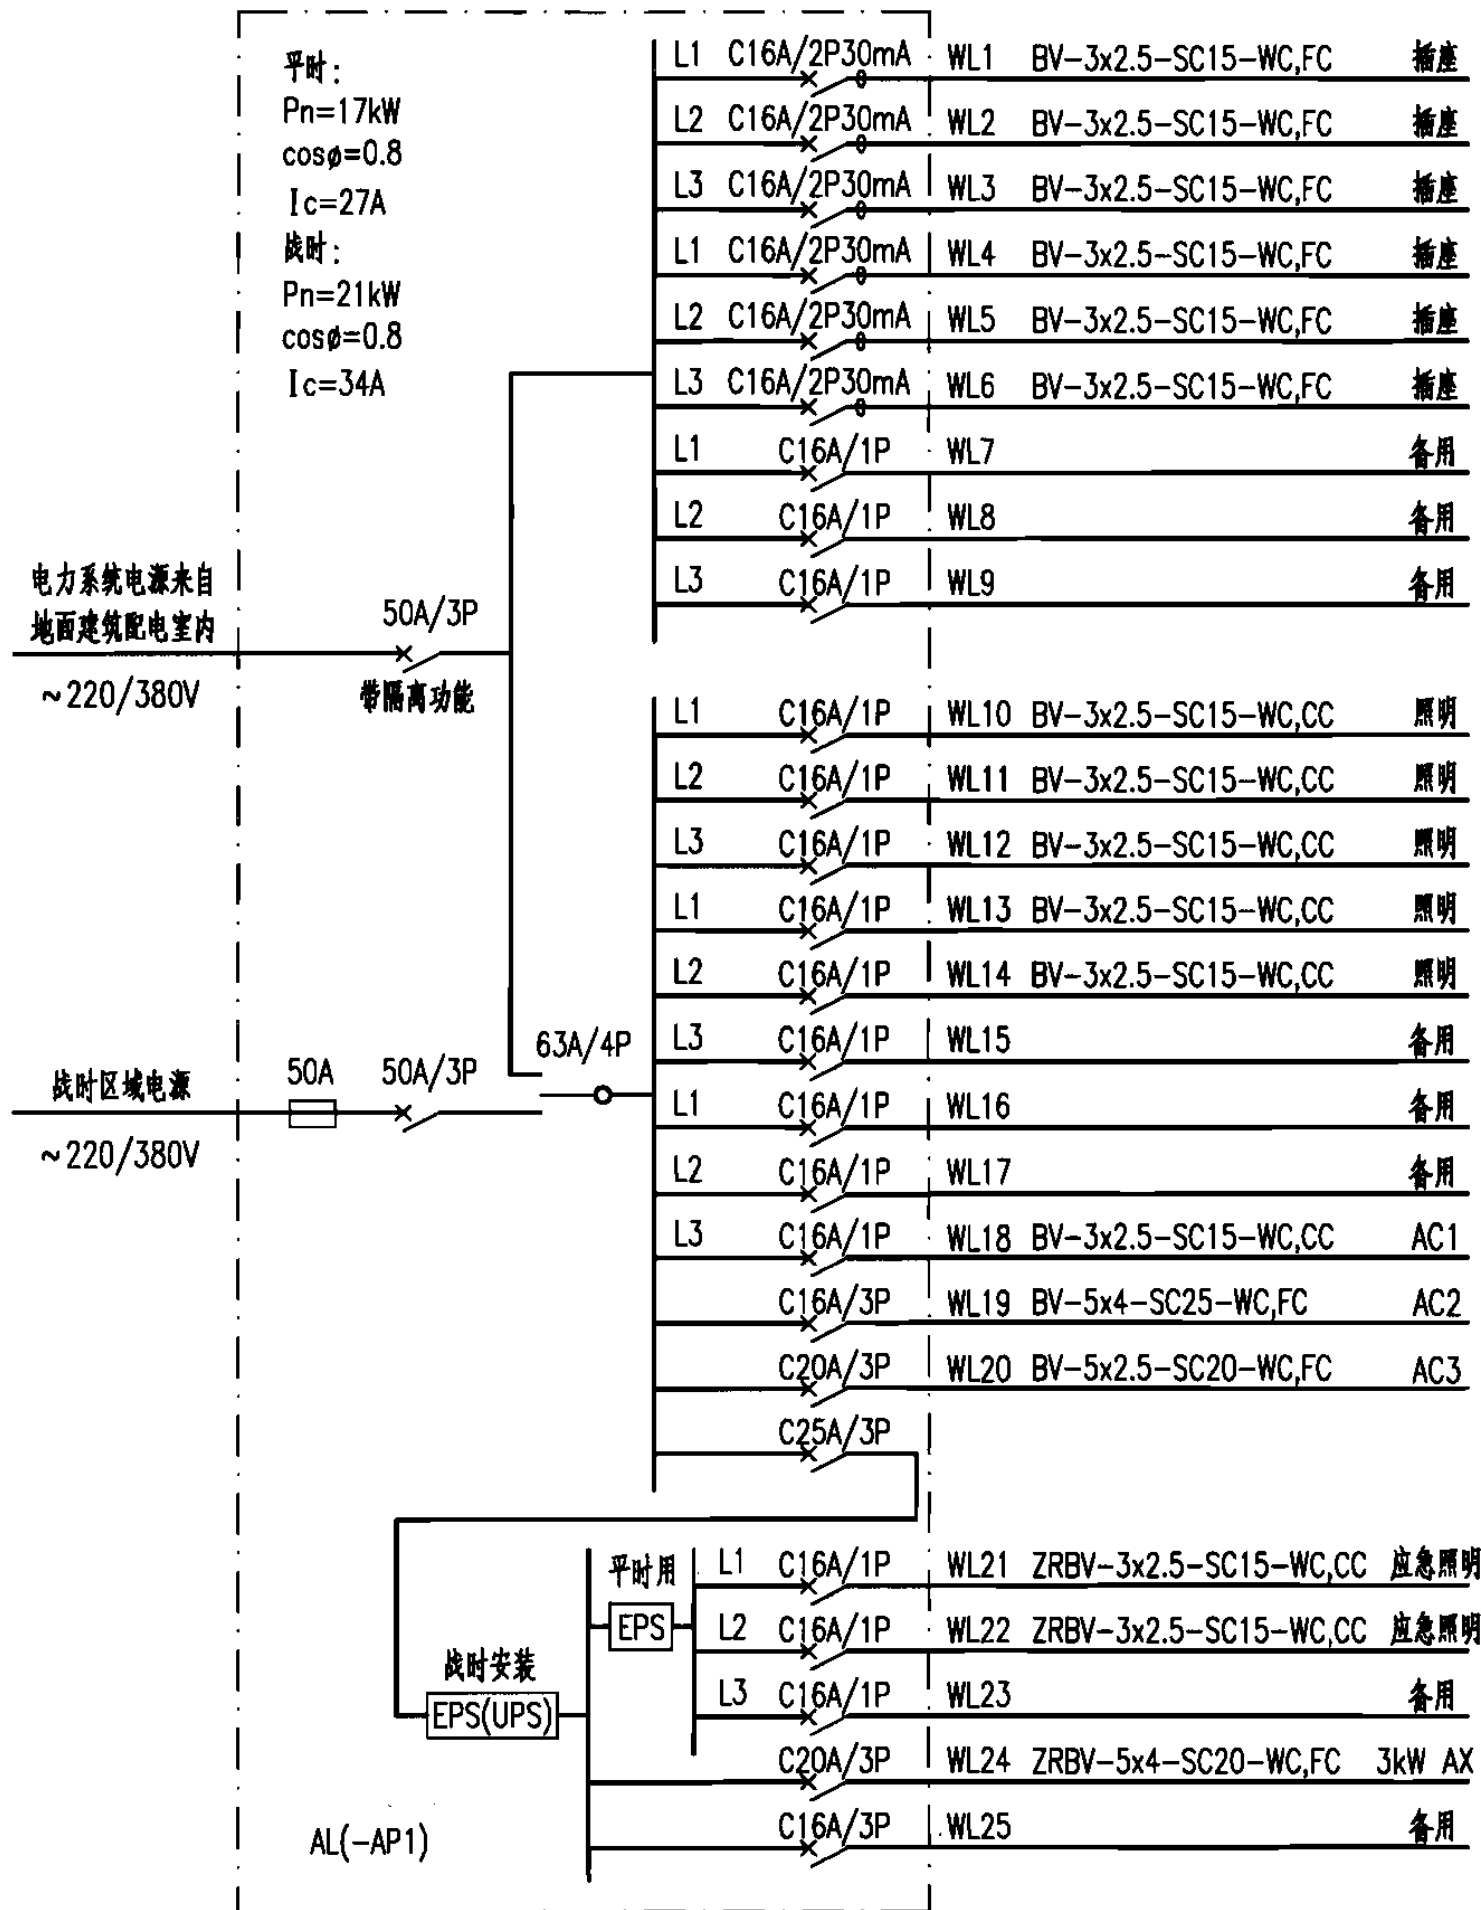 平时：
Pn=17kW
cosø=0.8
Ic=27A
战时：
Pn=21kW
cosø=0.8
Ic=34A
L1 C16A/2P30mA WL1 BV-3x2.5-SC15-WC,FC 插座
L2 C16A/2P30mA WL2 BV-3x2.5-SC15-WC,FC 插座
L3 C16A/2P30mA WL3 BV-3x2.5-SC15-WC,FC 插座
L1 C16A/2P30mA WL4 BV-3x2.5-SC15-WC,FC 插座
L2 C16A/2P30mA WL5 BV-3x2.5-SC15-WC,FC 插座
L3 C16A/2P30mA WL6 BV-3x2.5-SC15-WC,FC 插座
L1 C16A/1P WL7 备用
L2 C16A/1P WL8 备用
L3 C16A/1P WL9 备用
电力系统电源来自
地面建筑配电室内
~220/380V
50A/3P
带隔离功能
L1 C16A/1P WL10 BV-3x2.5-SC15-WC,CC 照明
L2 C16A/1P WL11 BV-3x2.5-SC15-WC,CC 照明
L3 C16A/1P WL12 BV-3x2.5-SC15-WC,CC 照明
L1 C16A/1P WL13 BV-3x2.5-SC15-WC,CC 照明
L2 C16A/1P WL14 BV-3x2.5-SC15-WC,CC 照明
L3 C16A/1P WL15 备用
L1 C16A/1P WL16 备用
L2 C16A/1P WL17 备用
L3 C16A/1P WL18 BV-3x2.5-SC15-WC,CC AC1
C16A/3P WL19 BV-5x4-SC25-WC,FC AC2
C20A/3P WL20 BV-5x2.5-SC20-WC,FC AC3
C25A/3P
63A/4P
战时区域电源
~220/380V
50A
50A/3P
平时用
EPS
战时安装
EPS(UPS)
L1 C16A/1P WL21 ZRBV-3x2.5-SC15-WC,CC 应急照明
L2 C16A/1P WL22 ZRBV-3x2.5-SC15-WC,CC 应急照明
L3 C16A/1P WL23 备用
C20A/3P WL24 ZRBV-5x4-SC20-WC,FC 3kW AX
C16A/3P WL25 备用
AL(-AP1)